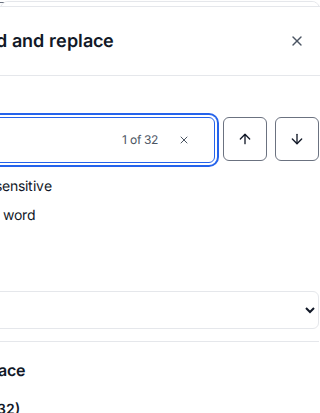 d and replace
1 of 32
sensitive
word
ace
32)